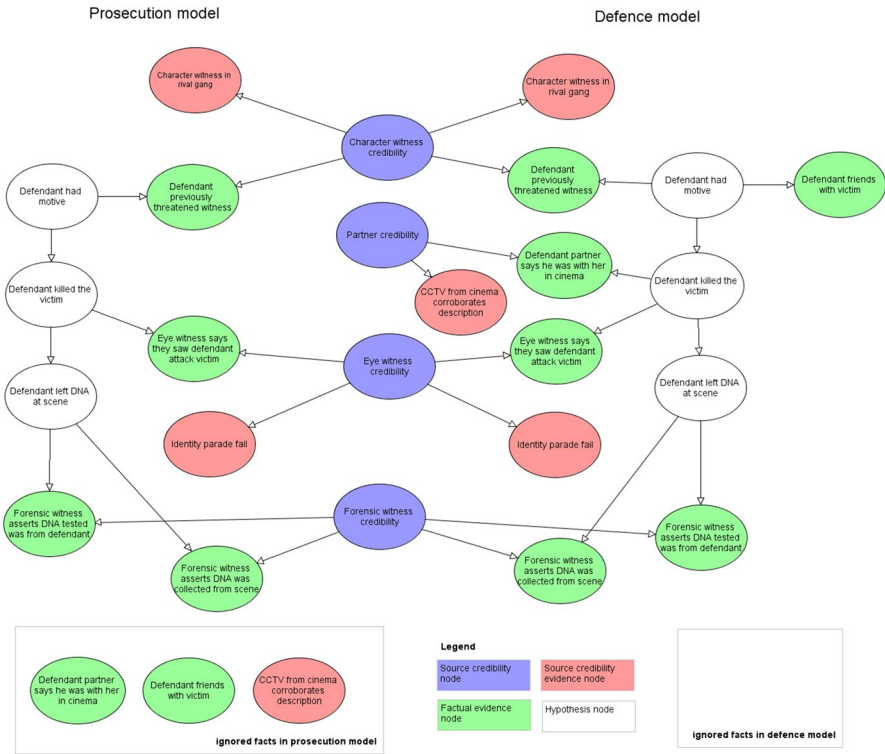 Prosecution model
Defence model
Character witness in
rival gang
Character witness in
rival gang
Character witness
credibility
Defendant had
motive
Defendant
previously
threatened witness
Defendant
previously
threatened witness
Defendant had
motive
Defendant friends
with victim
Partner credibility
Defendant partner
says he was with her
in cinema
Defendant killed the
victim
CCTV from cinema
corroborates
description
Defendant killed the
victim
Eye witness says
they saw defendant
attack victim
Eye witness
credibility
Eye witness says
they saw defendant
attack victim
Defendant left DNA
at scene
Defendant left DNA
at scene
Identity parade fail
Identity parade fail
Forensic witness
asserts DNA tested
was from defendant
Forensic witness
credibility
Forensic witness
asserts DNA tested
was from defendant
Forensic witness
asserts DNA was
collected from scene
Forensic witness
asserts DNA was
collected from scene
Defendant partner
says he was with her
in cinema
Defendant friends
with victim
CCTV from cinema
corroborates
description
ignored facts in prosecution model
Legend
Source credibility
node
Source credibility
evidence node
Factual evidence
node
Hypothesis node
ignored facts in defence model